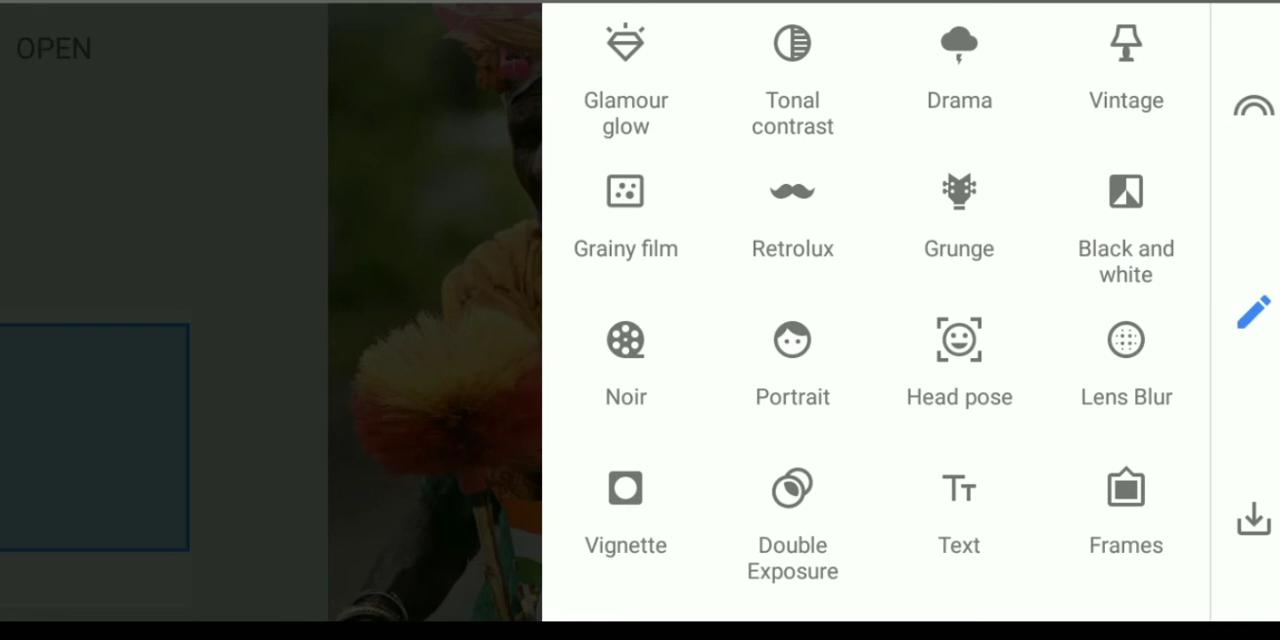 OPEN
Glamour
glow
Tonal
contrast
Drama
Vintage
Grainy film
Retrolux
Grunge
Black and
white
Noir
Portrait
Head pose
Lens Blur
Vignette
Double
Exposure
Text
Frames